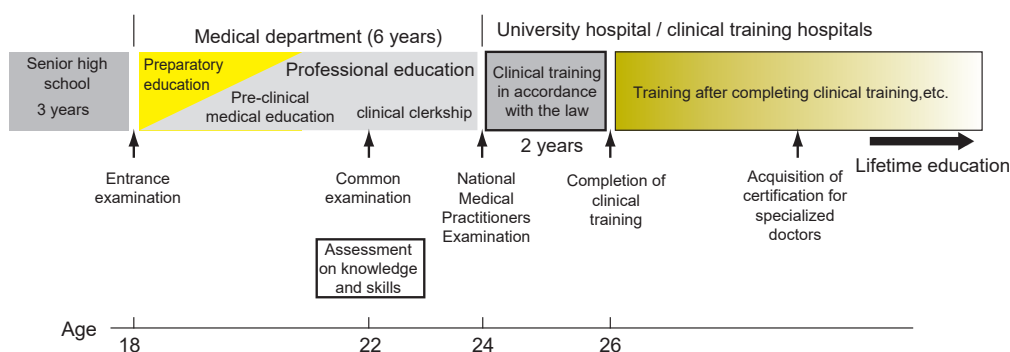 Medical department (6 years)
University hospital / clinical training hospitals
Senior high
school
3 years
Preparatory
education
Professional education
Pre-clinical
medical education
clinical clerkship
Clinical training
in accordance
with the law
2 years
Training after completing clinical training,etc.
Lifetime education
Entrance
examination
Common
examination
National
Medical
Practitioners
Examination
Completion of
clinical
training
Acquisition of
certification for
specialized
doctors
Assessment
on knowledge
and skills
Age
18
22
24
26